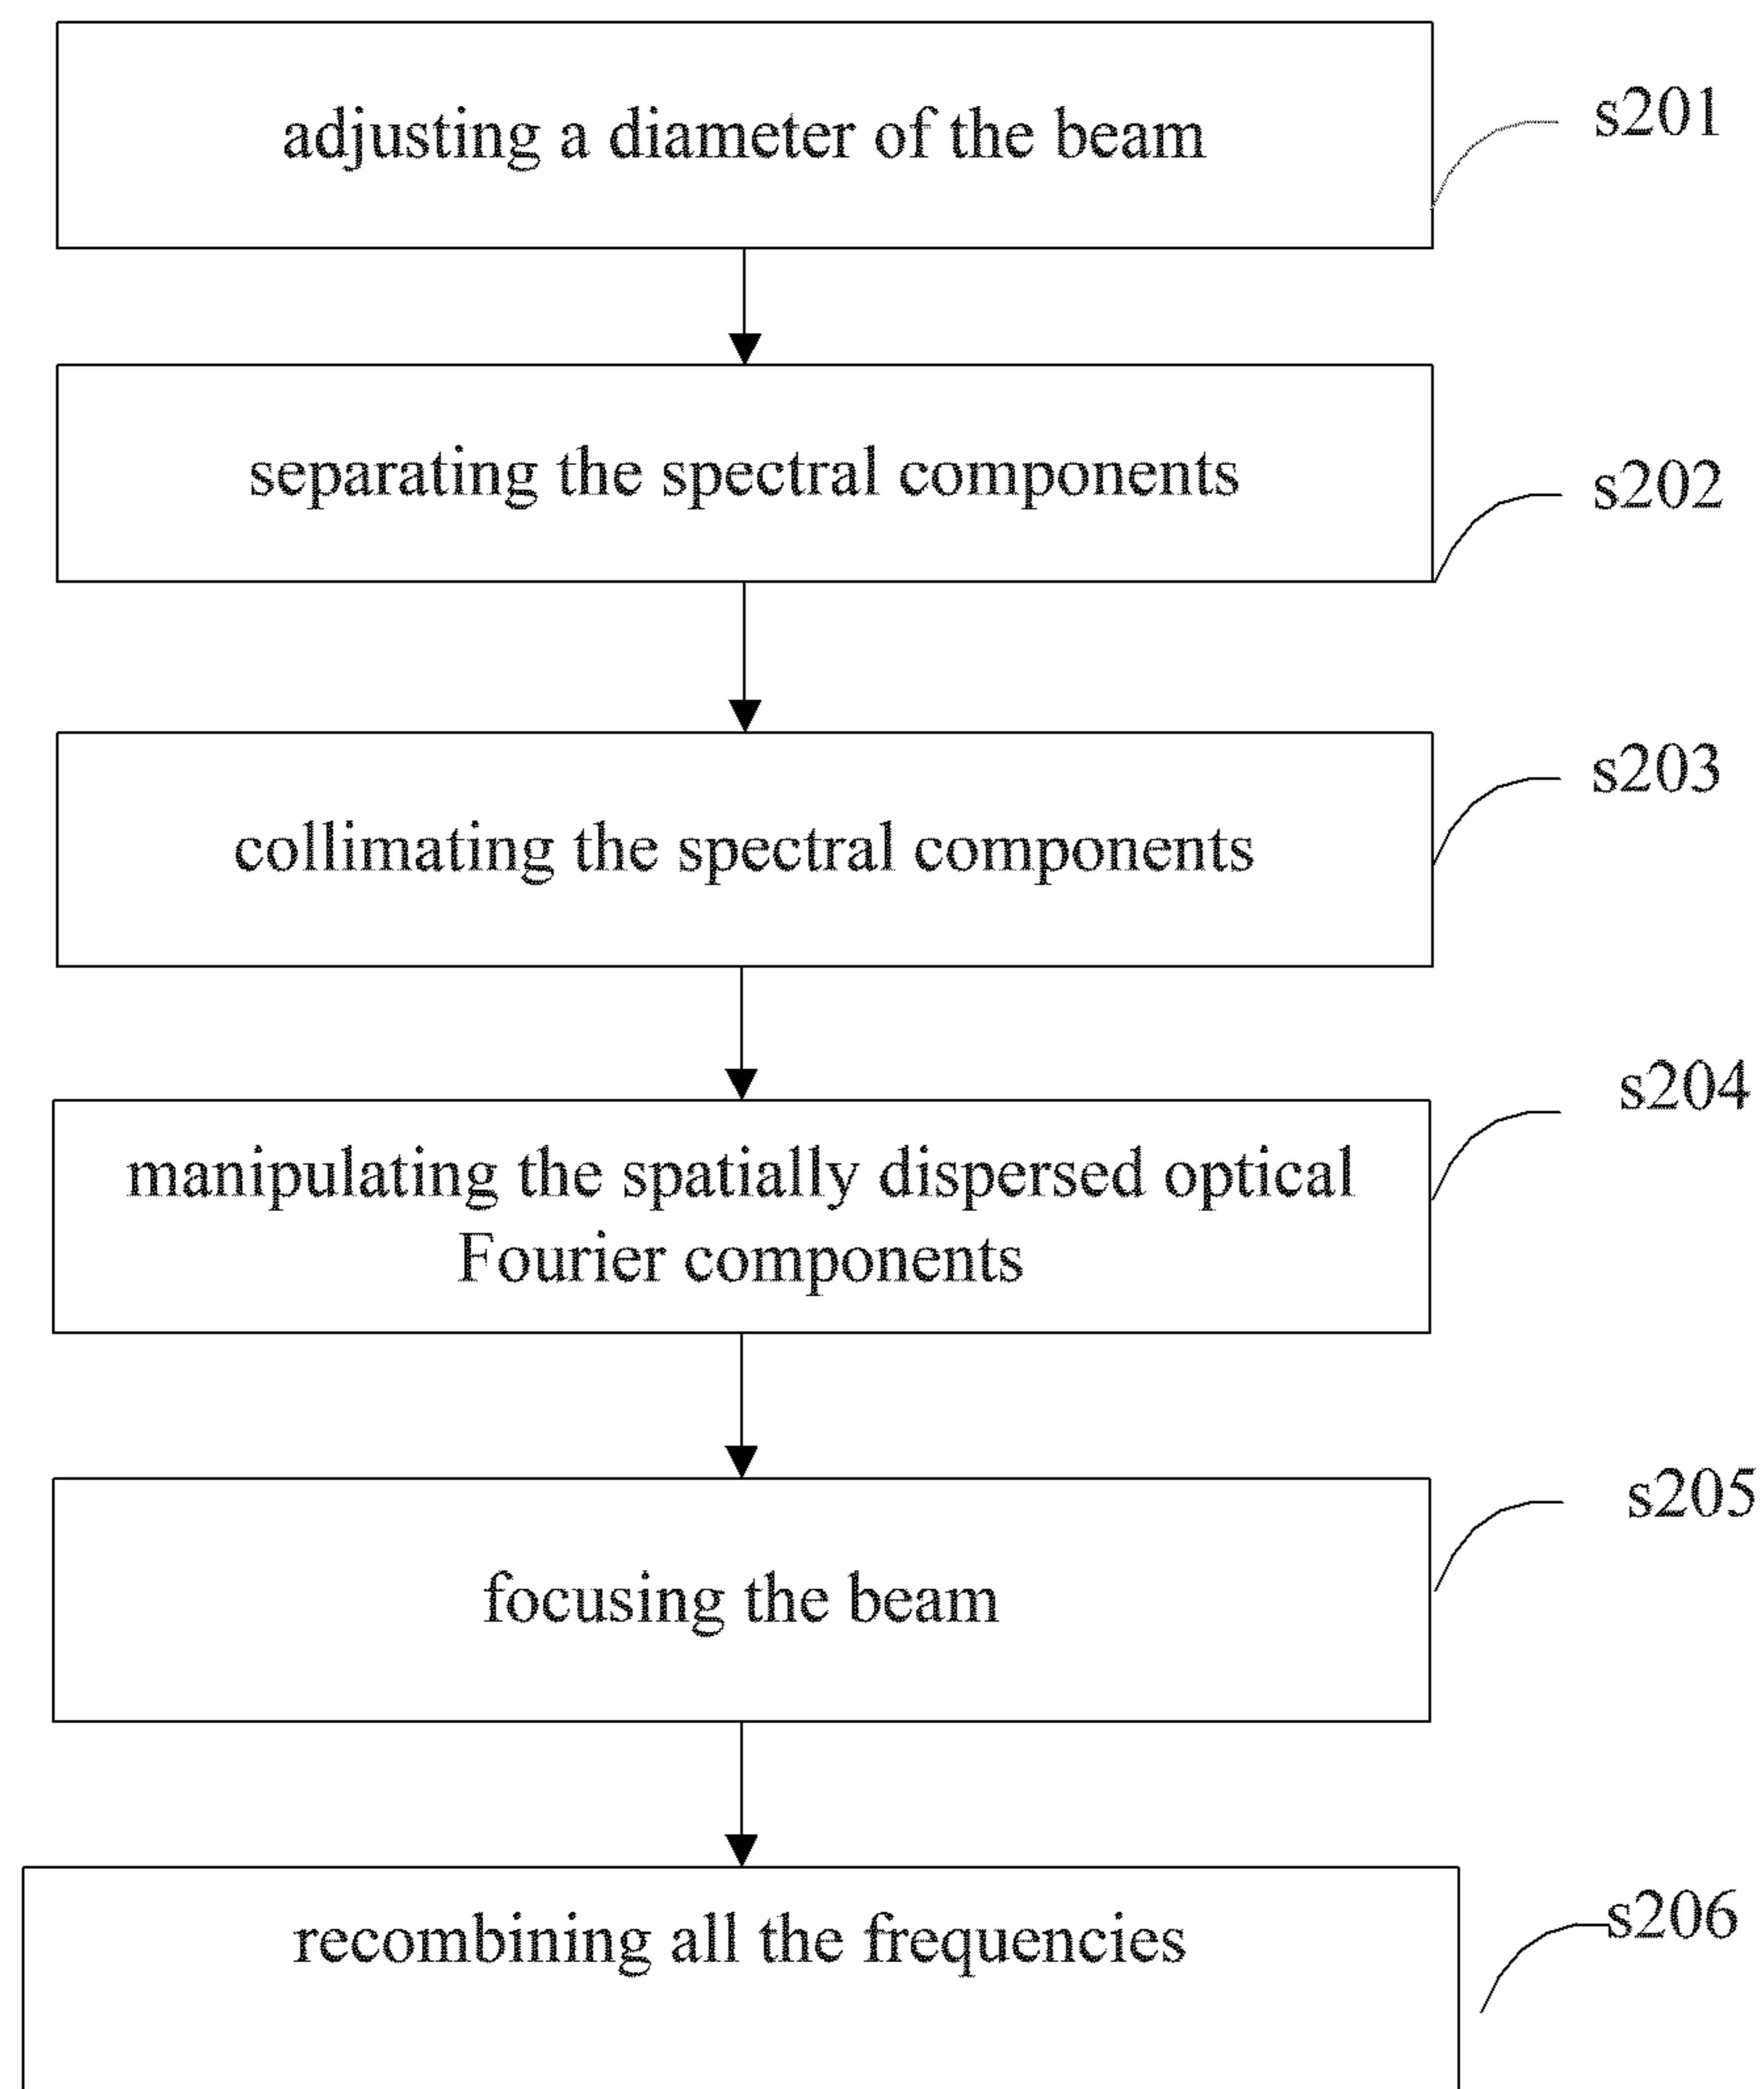 adjusting a diameter of the beam
s201
separating the spectral components
s202
collimating the spectral components
s203
manipulating the spatially dispersed optical
Fourier components
s204
focusing the beam
s205
recombining all the frequencies
s206